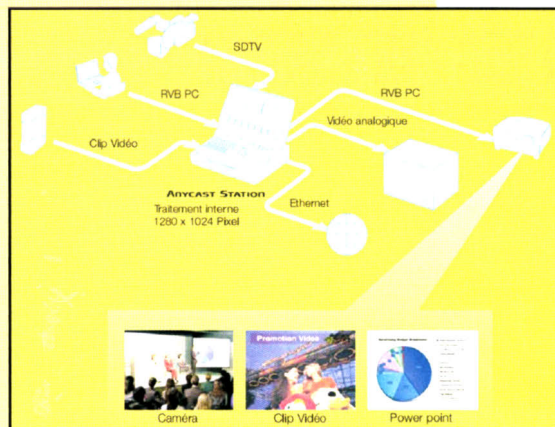 SDTV
RVB PC
RVB PC
Vidéo analogique
Clip Vidéo
ANYCAST STATION
Traitement interne
1280 x 1024 Pixel
Ethernet
Promotion Video
Caméra
Clip Vidéo
Power point